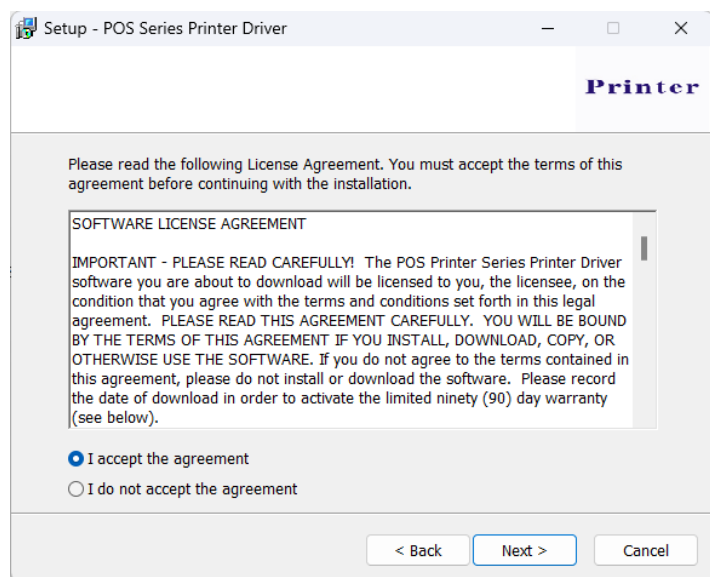 Setup - POS Series Printer Driver
Printer
Please read the following License Agreement. You must accept the terms of this
agreement before continuing with the installation.
SOFTWARE LICENSE AGREEMENT
IMPORTANT - PLEASE READ CAREFULLY!  The POS Printer Series Printer Driver
software you are about to download will be licensed to you, the licensee, on the
condition that you agree with the terms and conditions set forth in this legal
agreement.  PLEASE READ THIS AGREEMENT CAREFULLY.  YOU WILL BE BOUND
BY THE TERMS OF THIS AGREEMENT IF YOU INSTALL, DOWNLOAD, COPY, OR
OTHERWISE USE THE SOFTWARE. If you do not agree to the terms contained in
this agreement, please do not install or download the software.  Please record
the date of download in order to activate the limited ninety (90) day warranty
(see below).
I accept the agreement
I do not accept the agreement
< Back
Next >
Cancel